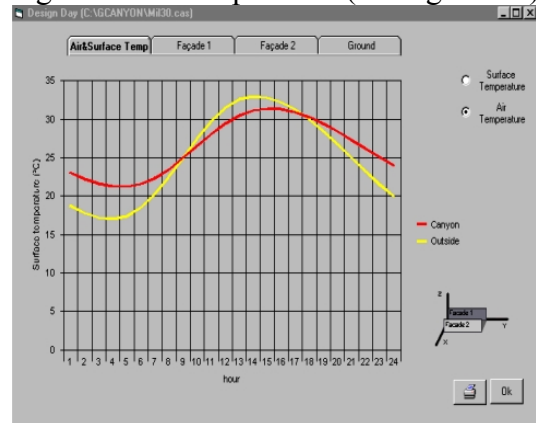 Design Day (C:\GCANYON\Mil30.cas)
Air&Surface Temp
Façade 1
Façade 2
Ground
Surface
Temperature
Air
Temperature
Surface temperature (ºC)
35
30
25
20
15
10
5
0
1 2 3 4 5 6 7 8 9 10 11 12 13 14 15 16 17 18 19 20 21 22 23 24
hour
Canyon
Outside
Z
Facade 1
Facade 2
Y
X
Ok